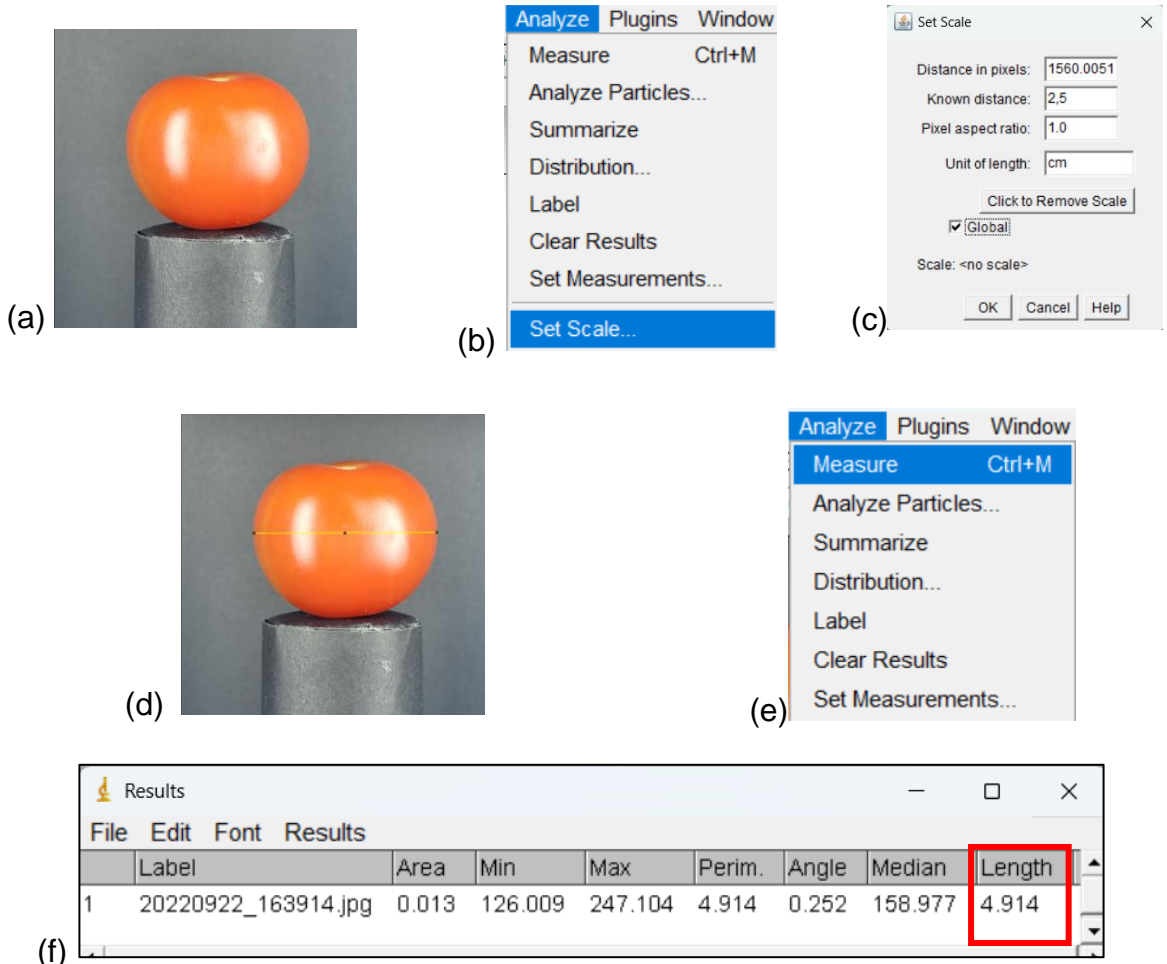 (a)
Analyze Plugins Window
Measure Ctrl+M
Analyze Particles...
Summarize
Distribution...
Label
Clear Results
Set Measurements...
Set Scale...
(b)
Set Scale
Distance in pixels: 1560.0051
Known distance: 2,5
Pixel aspect ratio: 1.0
Unit of length: cm
Click to Remove Scale
Global
Scale: <no scale>
OK Cancel Help
(c)
(d)
Analyze Plugins Window
Measure Ctrl+M
Analyze Particles...
Summarize
Distribution...
Label
Clear Results
Set Measurements...
(e)
Results
File Edit Font Results
Label Area Min Max Perim. Angle Median Length
1 20220922_163914.jpg 0.013 126.009 247.104 4.914 0.252 158.977 4.914
(f)